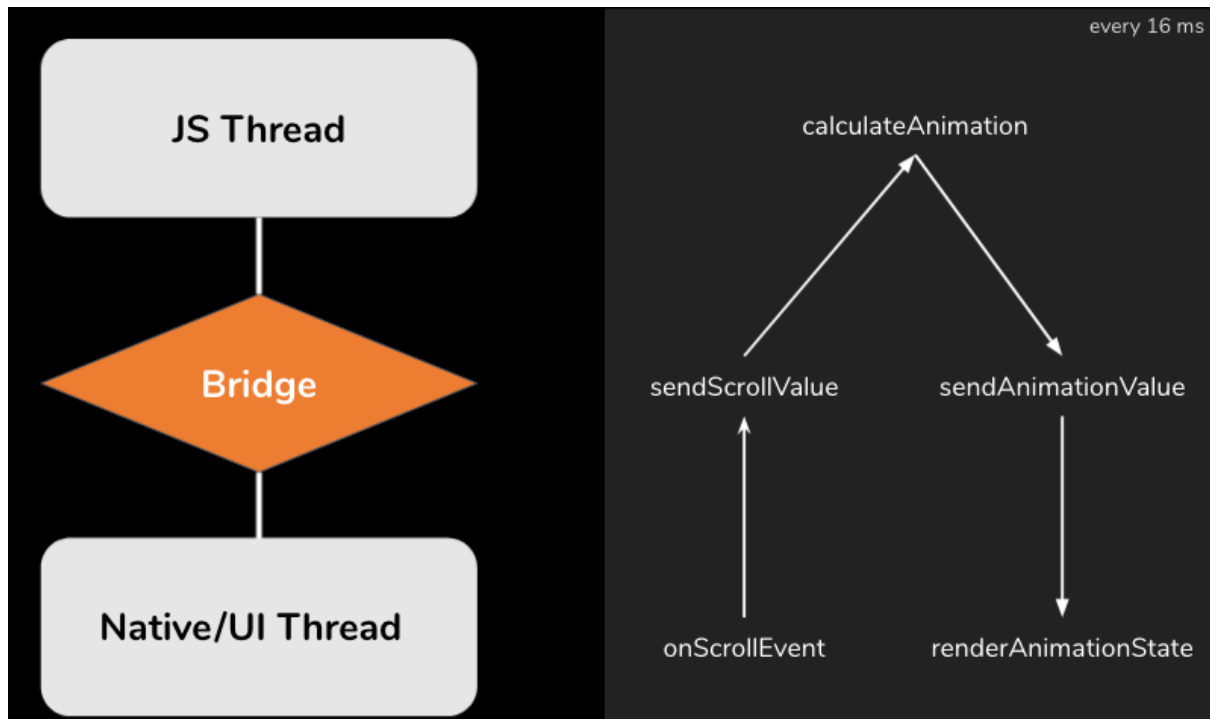 every 16 ms
JS Thread
calculateAnimation
Bridge
sendScrollValue
sendAnimationValue
Native/UI Thread
onScrollEvent
renderAnimationState